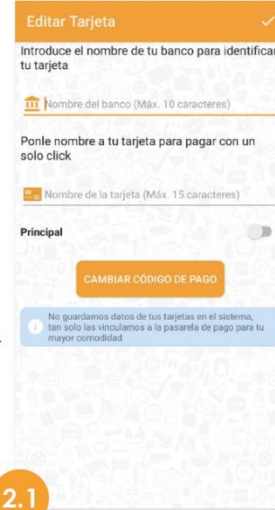 Editar Tarjeta
Introduce el nombre de tu banco para identificar
tu tarjeta
Nombre del banco (Máx. 10 caracteres)
Ponle nombre a tu tarjeta para pagar con un
solo click
Nombre de la tarjeta (Máx. 15 caracteres)
Principal
CAMBIAR CÓDIGO DE PAGO
No guardamos datos de tus tarjetas en el sistema,
tan solo las vinculamos a la pasarela de pago para tu
mayor comodidad
2.1